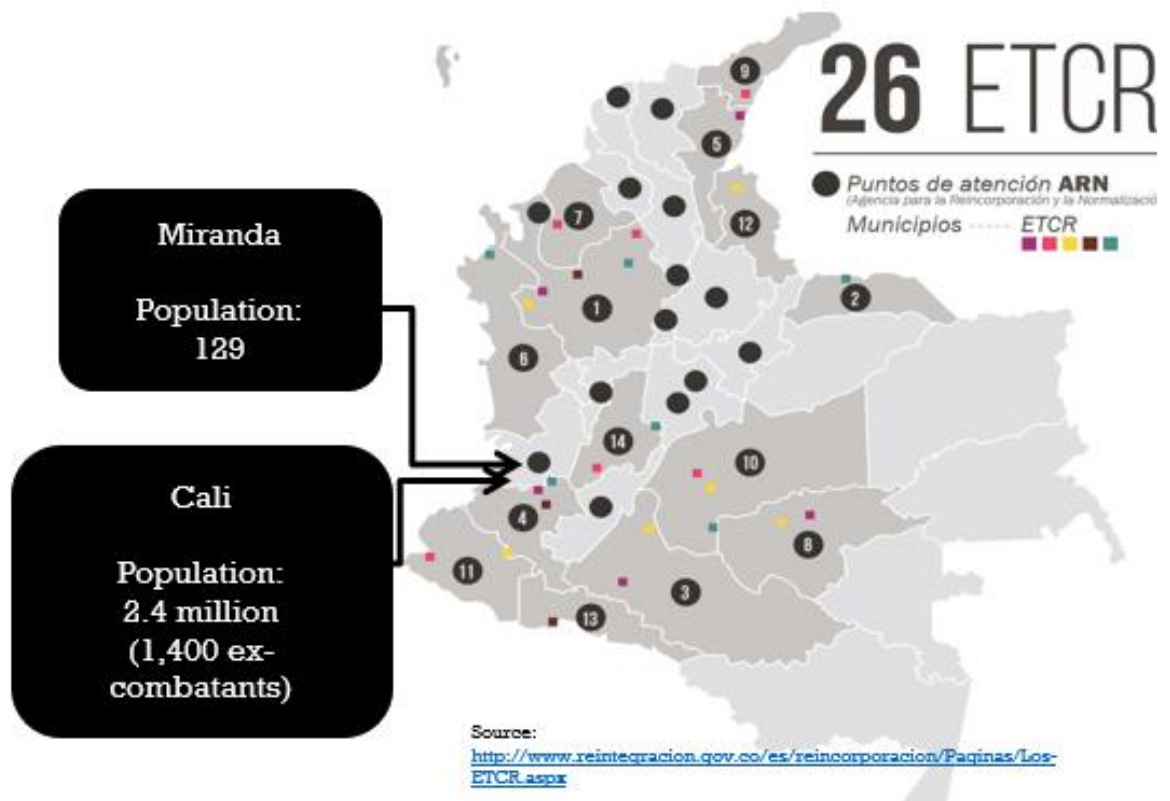 26 ETCR
Puntos de atención ARN
(Agencia para la Reincorporación y la Normalizació
Municipios ETCR
Miranda
Population:
129
Cali
Population:
2.4 million
(1,400 ex-
combatants)
9
5
7
12
2
1
6
14
10
4
8
11
3
13
Source:
http://www.reintegracion.gov.co/es/reincorporacion/Paginas/Los-
ETCR.aspx